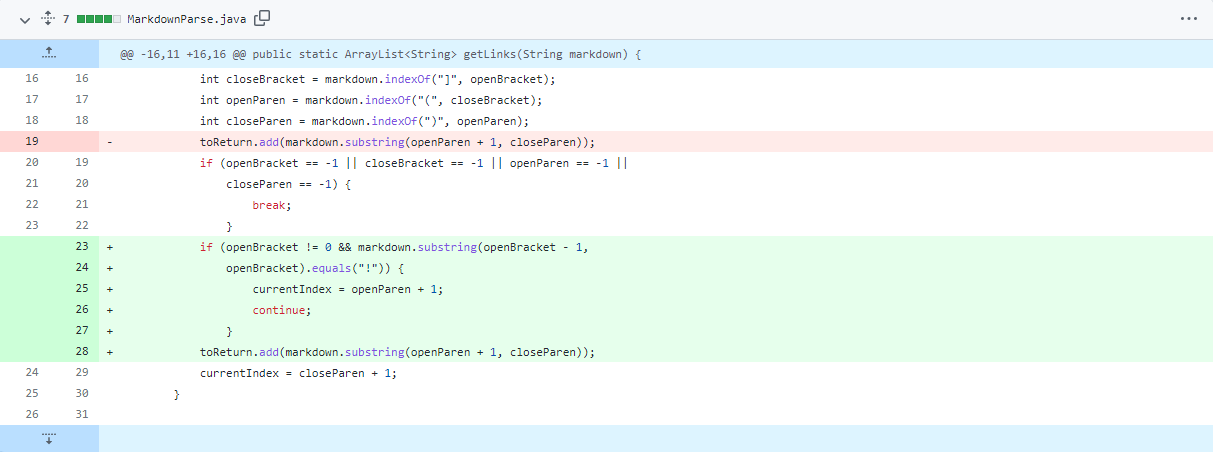 7 MarkdownParse.java
@@ -16,11 +16,16 @@ public static ArrayList<String> getLinks(String markdown) {
16 16 int closeBracket = markdown.indexOf("]", openBracket);
17 17 int openParen = markdown.indexOf("(", closeBracket);
18 18 int closeParen = markdown.indexOf(")", openParen);
19 - toReturn.add(markdown.substring(openParen + 1, closeParen));
20 19 if (openBracket == -1 || closeBracket == -1 || openParen == -1 ||
21 20 closeParen == -1) {
22 21 break;
23 22 }
23 + if (openBracket != 0 && markdown.substring(openBracket - 1,
24 + openBracket).equals("!")) {
25 + currentIndex = openParen + 1;
26 + continue;
27 + }
28 + toReturn.add(markdown.substring(openParen + 1, closeParen));
24 29 currentIndex = closeParen + 1;
25 30 }
26 31